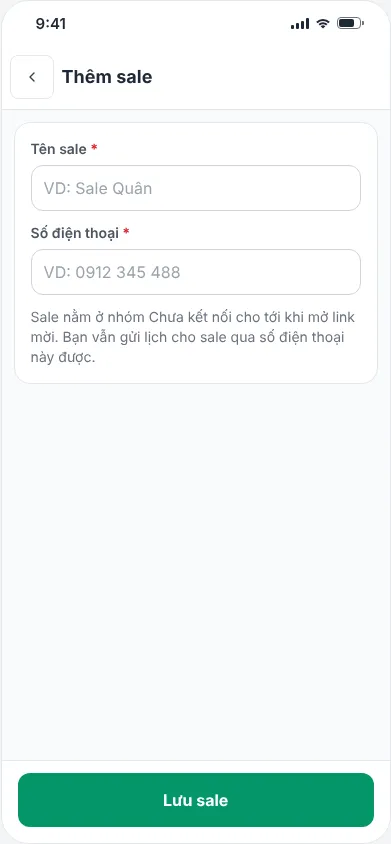 9:41
Thêm sale
Tên sale *
VD: Sale Quân
Số điện thoại *
VD: 0912 345 488
Sale nằm ở nhóm Chưa kết nối cho tới khi mở link
mời. Bạn vẫn gửi lịch cho sale qua số điện thoại
này được.
Lưu sale